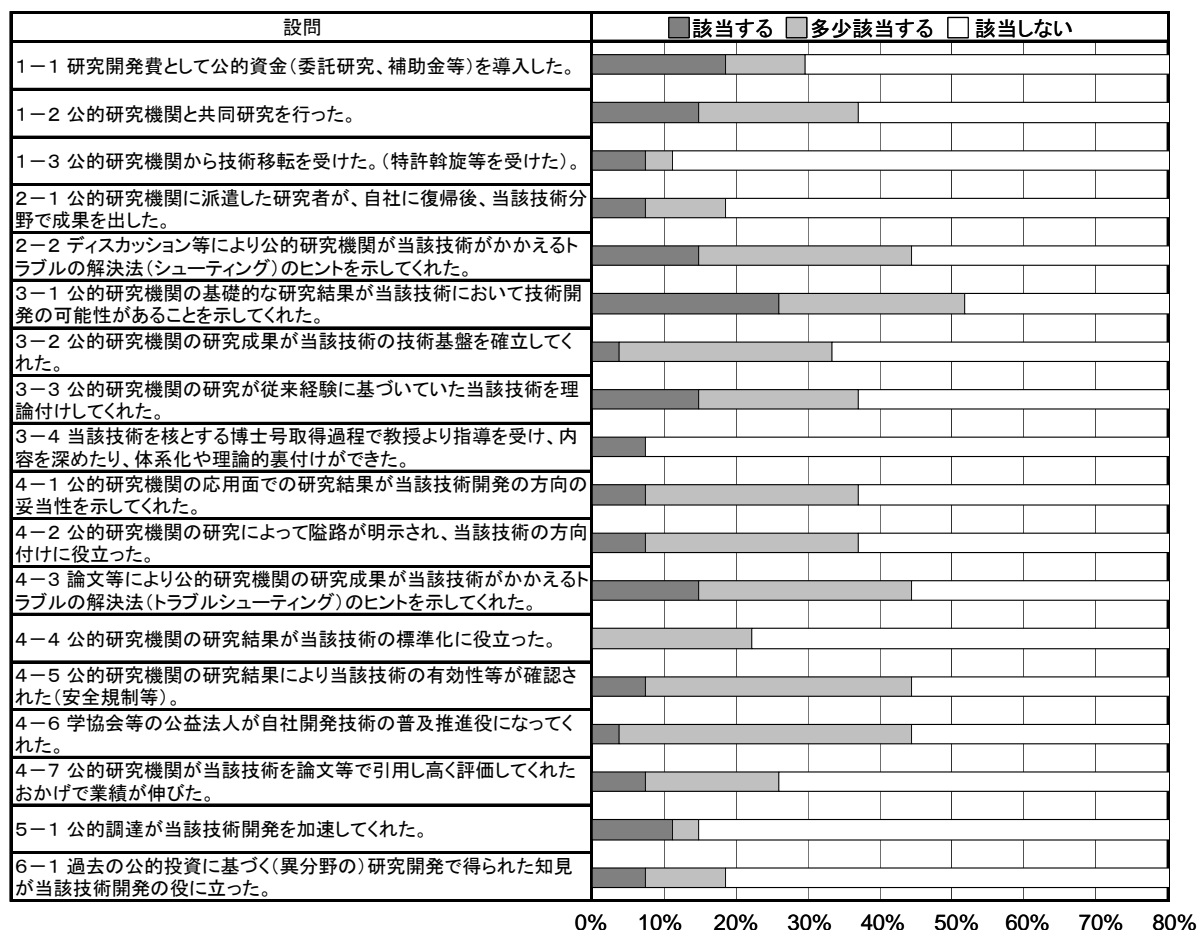 設問
該当する 多少該当する 該当しない
1－1 研究開発費として公的資金（委託研究、補助金等）を導入した。
1－2 公的研究機関と共同研究を行った。
1－3 公的研究機関から技術移転を受けた。（特許斡旋等を受けた）。
2－1 公的研究機関に派遣した研究者が、自社に復帰後、当該技術分
野で成果を出した。
2－2 ディスカッション等により公的研究機関が当該技術がかかえるト
ラブルの解決法（シューティング）のヒントを示してくれた。
3－1 公的研究機関の基礎的な研究結果が当該技術において技術開
発の可能性があることを示してくれた。
3－2 公的研究機関の研究成果が当該技術の技術基盤を確立してく
れた。
3－3 公的研究機関の研究が従来経験に基づいていた当該技術を理
論付けしてくれた。
3－4 当該技術を核とする博士号取得過程で教授より指導を受け、内
容を深めたり、体系化や理論的裏付けができた。
4－1 公的研究機関の応用面での研究結果が当該技術開発の方向の
妥当性を示してくれた。
4－2 公的研究機関の研究によって隘路が明示され、当該技術の方向
付けに役立った。
4－3 論文等により公的研究機関の研究成果が当該技術がかかえるト
ラブルの解決法（トラブルシューティング）のヒントを示してくれた。
4－4 公的研究機関の研究結果が当該技術の標準化に役立った。
4－5 公的研究機関の研究結果により当該技術の有効性等が確認さ
れた（安全規制等）。
4－6 学協会等の公益法人が自社開発技術の普及推進役になってく
れた。
4－7 公的研究機関が当該技術を論文等で引用し高く評価してくれた
おかげで業績が伸びた。
5－1 公的調達が当該技術開発を加速してくれた。
6－1 過去の公的投資に基づく（異分野の）研究開発で得られた知見
が当該技術開発の役に立った。
0% 10% 20% 30% 40% 50% 60% 70% 80%